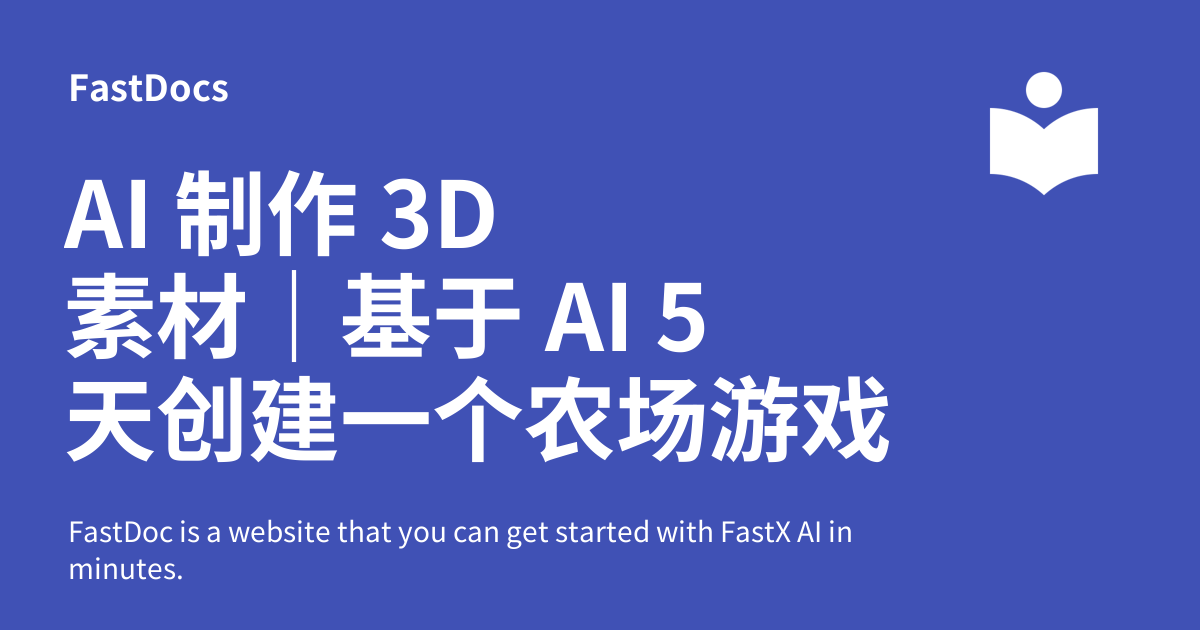 FastDocs
AI 制作 3D
素材｜基于 AI 5
天创建一个农场游戏
FastDoc is a website that you can get started with FastX AI in
minutes.